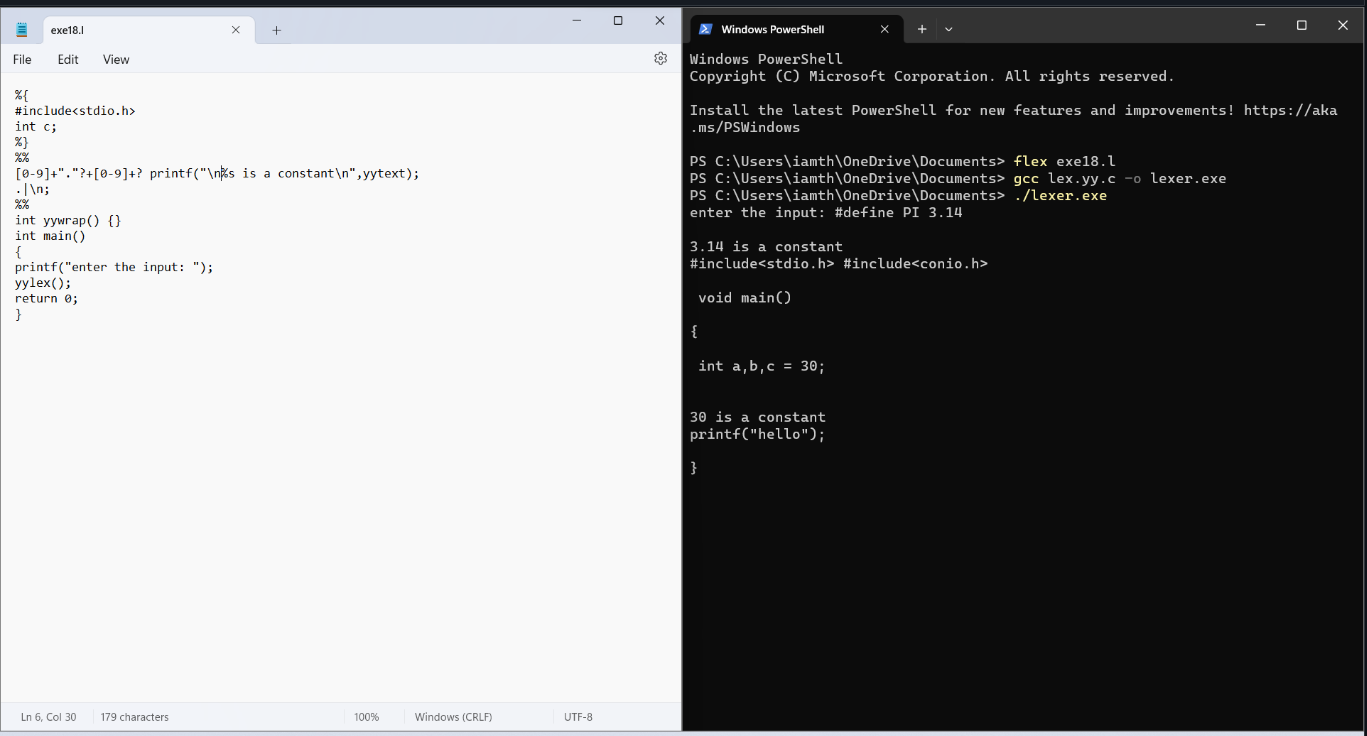 exe18.l
File Edit View
%{
#include<stdio.h>
int c;
%}
%%
[0-9]+"."?+[0-9]+? printf("\n%s is a constant\n",yytext);
.|\n;
%%
int yywrap() {}
int main()
{
printf("enter the input: ");
yylex();
return 0;
}
Ln 6, Col 30 179 characters 100% Windows (CRLF) UTF-8
Windows PowerShell
Windows PowerShell
Copyright (C) Microsoft Corporation. All rights reserved.
Install the latest PowerShell for new features and improvements! https://aka
.ms/PSWindows
PS C:\Users\iamth\OneDrive\Documents> flex exe18.l
PS C:\Users\iamth\OneDrive\Documents> gcc lex.yy.c -o lexer.exe
PS C:\Users\iamth\OneDrive\Documents> ./lexer.exe
enter the input: #define PI 3.14
3.14 is a constant
#include<stdio.h> #include<conio.h>
void main()
{
int a,b,c = 30;
30 is a constant
printf("hello");
}